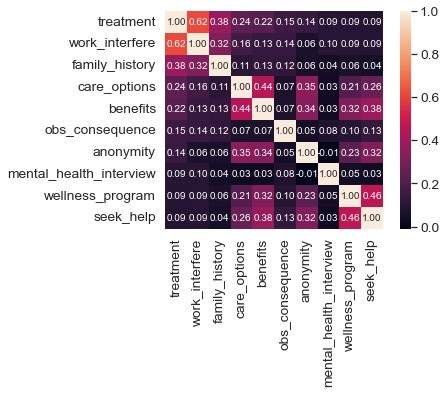 treatment 1.00 0.62 0.38 0.24 0.22 0.15 0.14 0.09 0.09 0.09
work_interfere 0.62 1.00 0.32 0.16 0.13 0.14 0.06 0.10 0.09 0.09
family_history 0.38 0.32 1.00 0.11 0.13 0.12 0.06 0.04 0.06 0.04
care_options 0.24 0.16 0.11 1.00 0.44 0.07 0.35 0.03 0.21 0.26
benefits 0.22 0.13 0.13 0.44 1.00 0.07 0.34 0.03 0.32 0.38
obs_consequence 0.15 0.14 0.12 0.07 0.07 1.00 0.05 0.08 0.10 0.13
anonymity 0.14 0.06 0.06 0.35 0.34 0.05 1.00 -0.01 0.23 0.32
mental_health_interview 0.09 0.10 0.04 0.03 0.03 0.08 -0.01 1.00 0.05 0.03
wellness_program 0.09 0.09 0.06 0.21 0.32 0.10 0.23 0.05 1.00 0.46
seek_help 0.09 0.09 0.04 0.26 0.38 0.13 0.32 0.03 0.46 1.00
treatment
work_interfere
family_history
care_options
benefits
obs_consequence
anonymity
mental_health_interview
wellness_program
seek_help
1.0
0.8
0.6
0.4
0.2
0.0